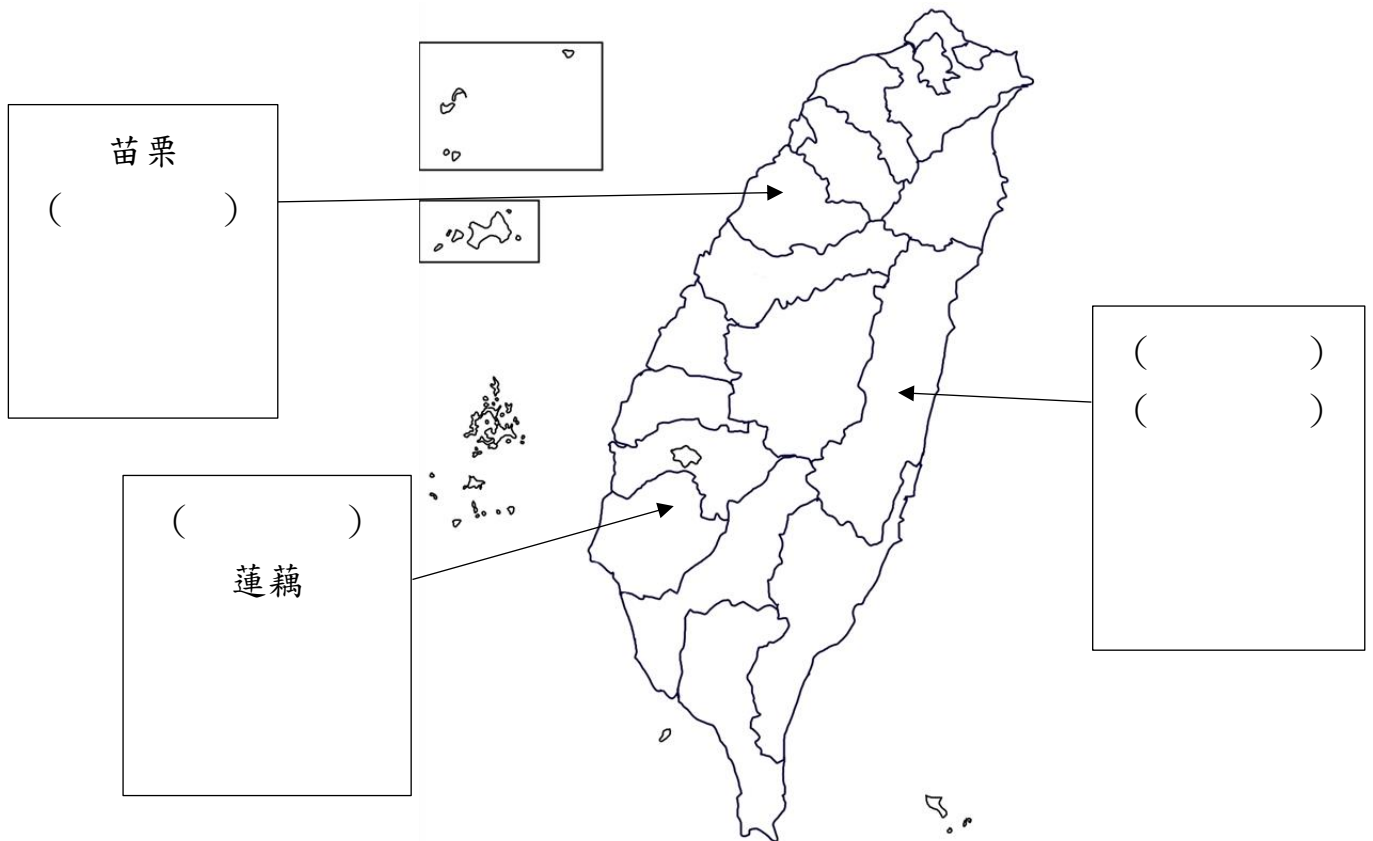 苗栗
（　　　　）
（　　　　）
蓮藕
（　　　　）
（　　　　）